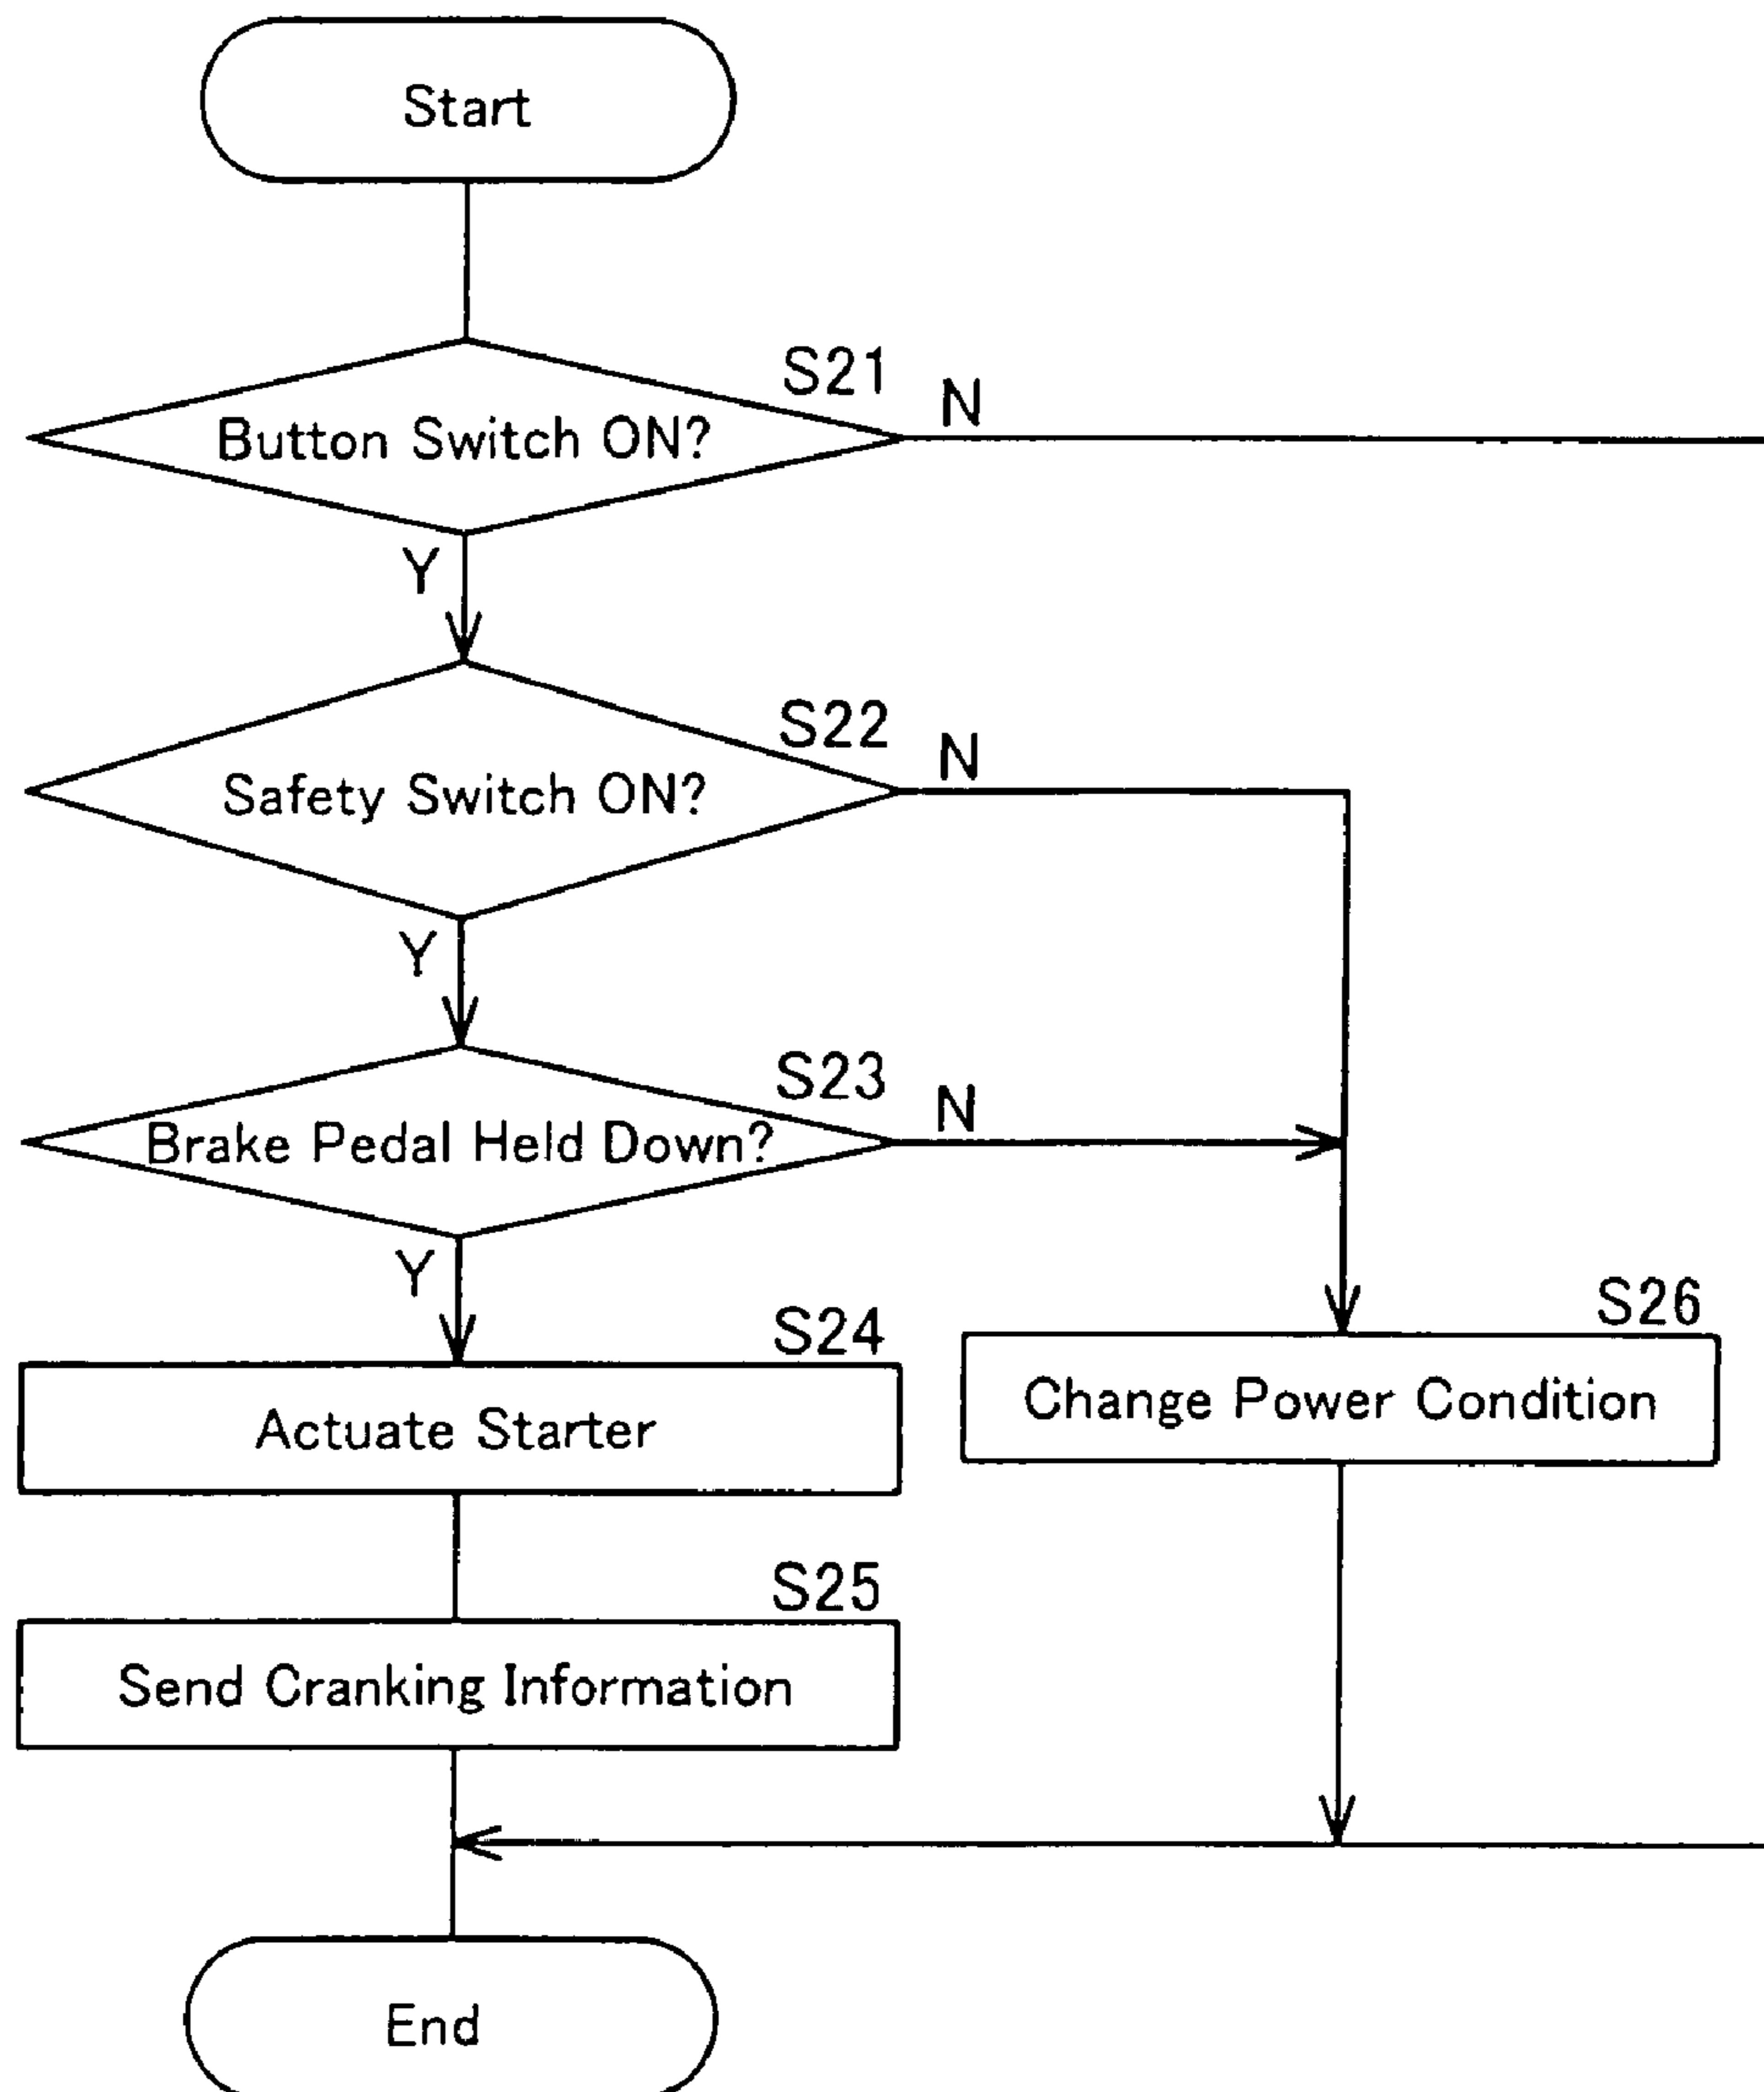 Start
S21
Button Switch ON?
N
Y
S22
Safety Switch ON?
N
Y
S23
Brake Pedal Held Down?
N
Y
S24
Actuate Starter
S26
Change Power Condition
S25
Send Cranking Information
End